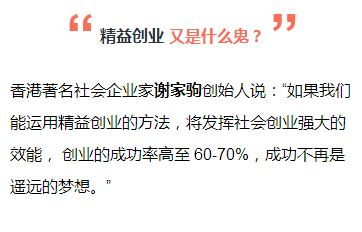 “ 精益创业 又是什么鬼？ ”
香港著名社会企业家谢家驹创始人说：“如果我们
能运用精益创业的方法，将发挥社会创业强大的
效能， 创业的成功率高至 60-70%，成功不再是
遥远的梦想。”